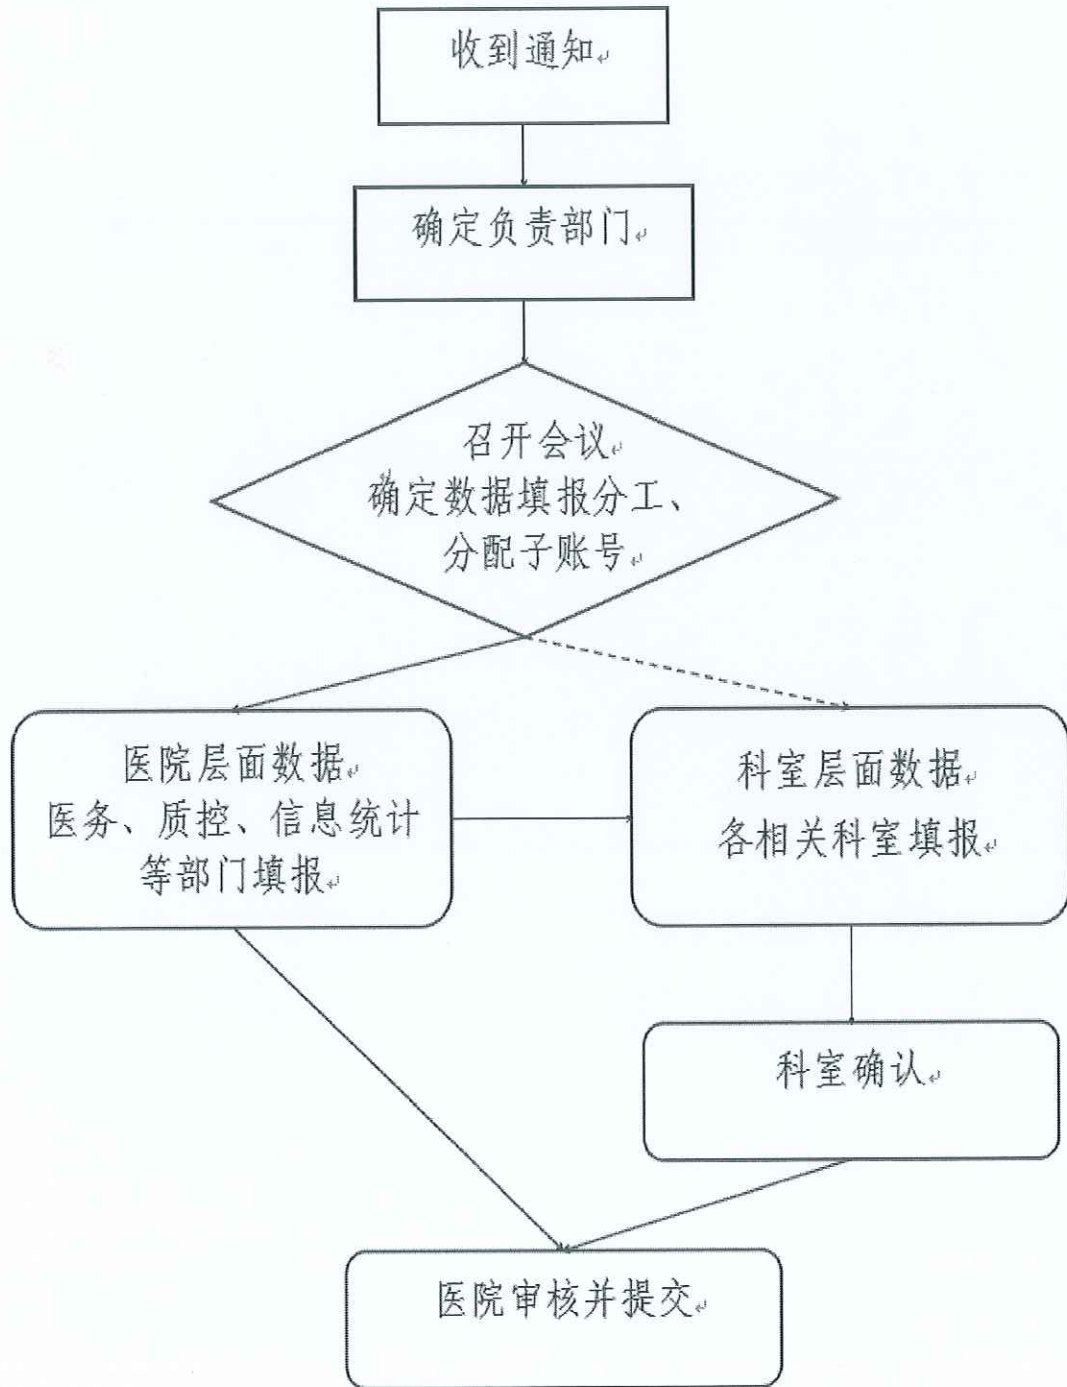 收到通知
确定负责部门
召开会议
确定数据填报分工、
分配子账号
医院层面数据
医务、质控、信息统计
等部门填报
科室层面数据
各相关科室填报
科室确认
医院审核并提交